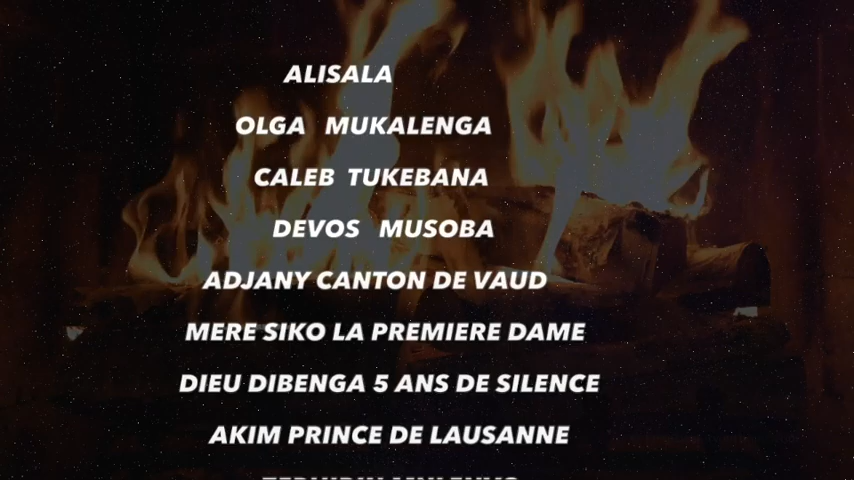 ALISALA
OLGA MUKALENGA
CALEB TUKEBANA
DEVOS MUSOBA
ADJANY CANTON DE VAUD
MERE SIKO LA PREMIERE DAME
DIEU DIBENGA 5 ANS DE SILENCE
AKIM PRINCE DE LAUSANNE